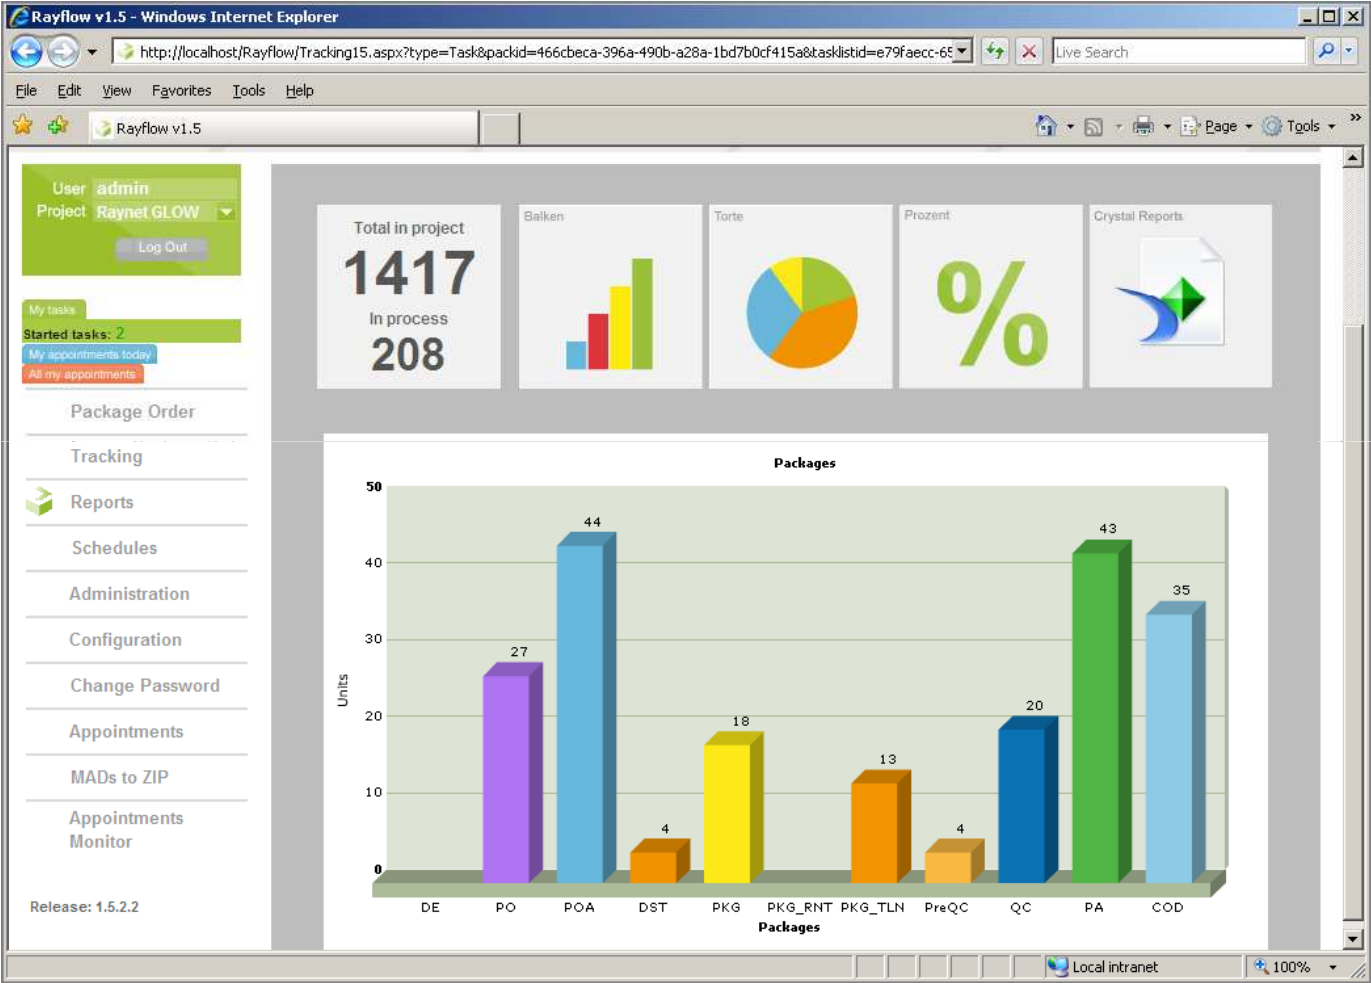 Rayflow v1.5 - Windows Internet Explorer
http://localhost/Rayflow/Tracking15.aspx?type=Task&packid=466cbeca-396a-490b-a28a-1bd7b0cf415a&tasklistid=e79faecc-65
Live Search
File Edit View Favorites Tools Help
Rayflow v1.5
Page Tools
User admin
Project Raynet GLOW
Log Out
My tasks
Started tasks: 2
My appointments today
All my appointments
Package Order
Tracking
Reports
Schedules
Administration
Configuration
Change Password
Appointments
MADs to ZIP
Appointments
Monitor
Release: 1.5.2.2
Total in project
1417
In process
208
Balken
Torte
Prozent
%
Crystal Reports
Packages
50
40
30
20
10
0
Units
27
44
4
18
13
4
20
43
35
DE PO POA DST PKG PKG_RNT PKG_TLN PreQC QC PA COD
Packages
Local intranet
100%